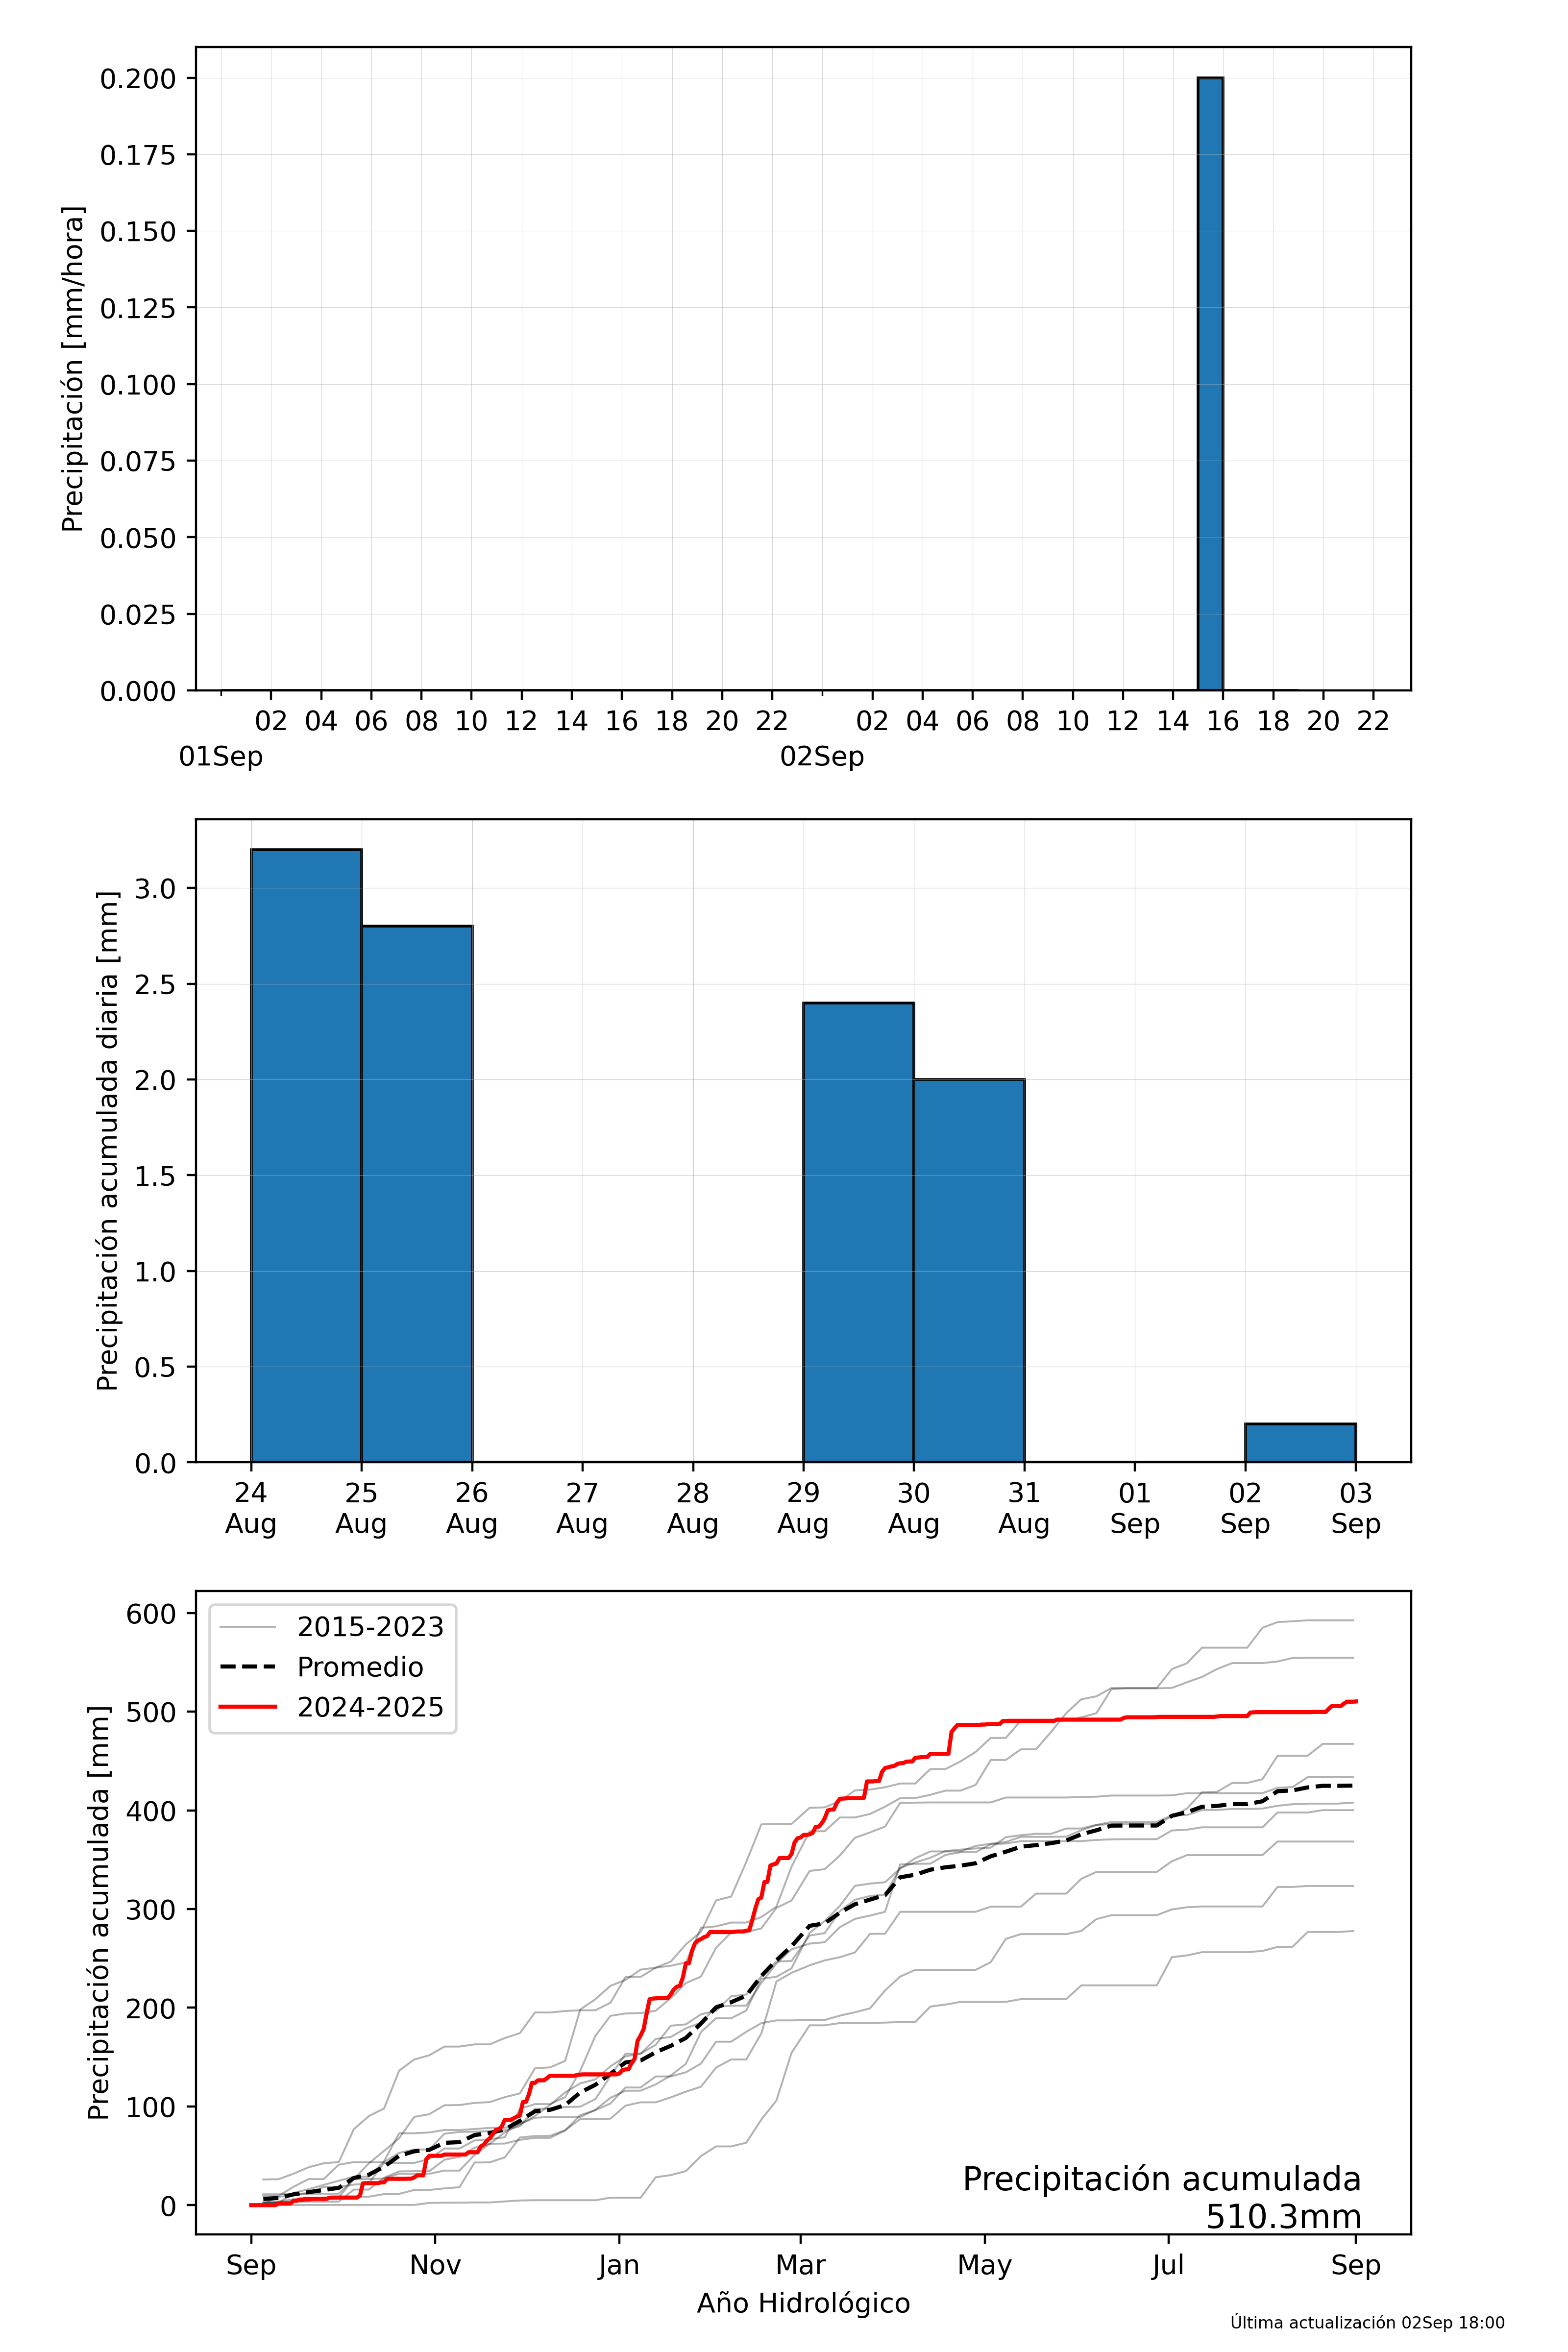 Precipitación [mm/hora]
0.200
0.175
0.150
0.125
0.100
0.075
0.050
0.025
0.000
02 04 06 08 10 12 14 16 18 20 22 02 04 06 08 10 12 14 16 18 20 22
01Sep 02Sep
Precipitación acumulada diaria [mm]
3.0
2.5
2.0
1.5
1.0
0.5
0.0
24 25 26 27 28 29 30 31 01 02 03
Aug Aug Aug Aug Aug Aug Aug Aug Sep Sep Sep
Precipitación acumulada [mm]
600
500
400
300
200
100
0
2015-2023
Promedio
2024-2025
Precipitación acumulada
510.3mm
Sep Nov Jan Mar May Jul Sep
Año Hidrológico
Última actualización 02Sep 18:00